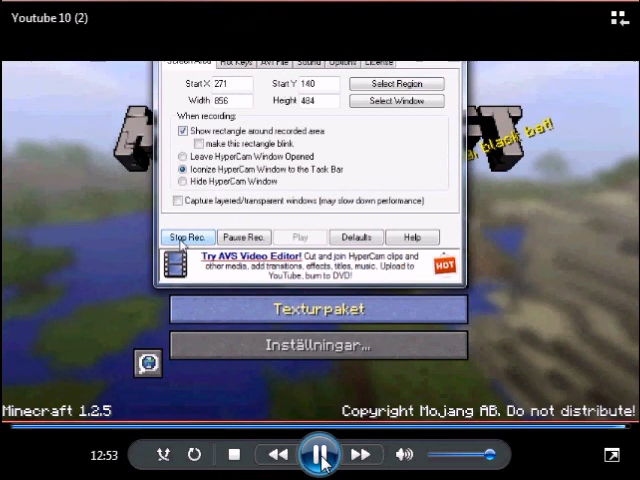 Youtube10 (2)
Screen Area Hot Keys AVI File Sound Options License
Start X 271 Start Y 140 Select Region
Width 856 Height 484 Select Window
When recording:
Show rectangle around recorded area
make this rectangle blink
Leave HyperCam Window Opened
Iconize HyperCam Window to the Task Bar
Hide HyperCam Window
Capture layered/transparent windows (may slow down performance)
black bat!
Stop Rec. Pause Rec. Play Defaults Help
Try AVS Video Editor! Cut and join HyperCam clips and
other media, add transitions, effects, titles, music. Upload to
YouTube, burn to DVD!
HOT
Texturpaket
Inställningar...
Minecraft 1.2.5 Copyright Mojang AB. Do not distribute!
12:53